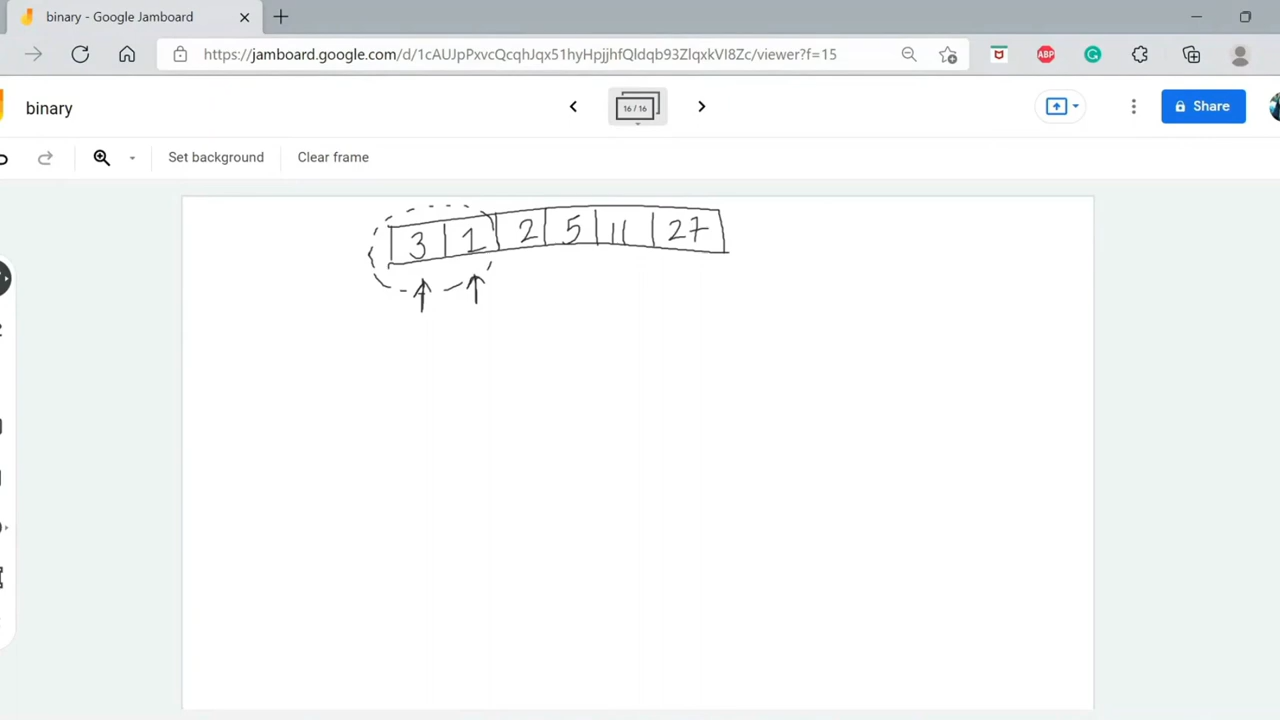 binary - Google Jamboard
https://jamboard.google.com/d/1cAUJpPxvcQcqhJqx51hyHpjjhfQldqb93ZlqxkVI8Zc/viewer?f=15
ABP
binary
16 / 16
Share
Set background
Clear frame
3 1 2 5 11 27